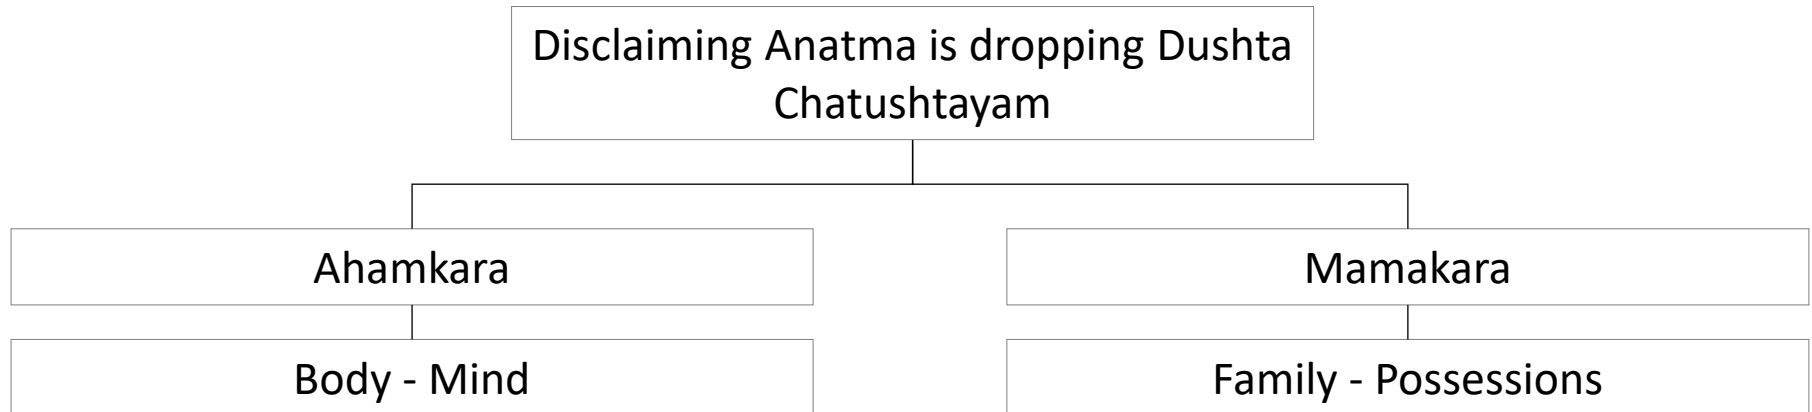 Disclaiming Anatma is dropping Dushta
Chatushtayam
Ahamkara
Mamakara
Body - Mind
Family - Possessions